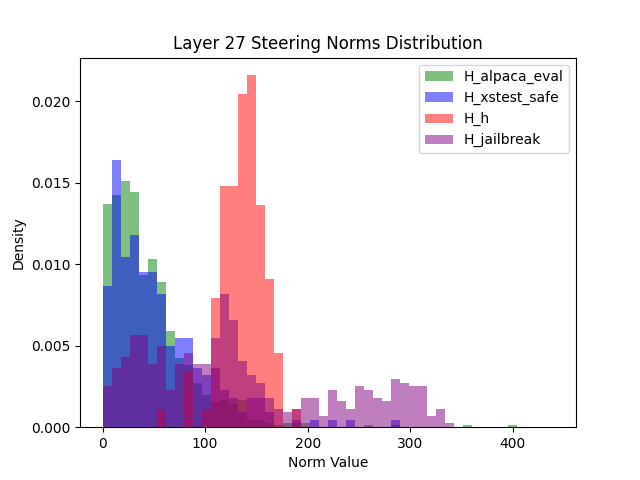 Layer 27 Steering Norms Distribution
H_alpaca_eval
H_xstest_safe
H_h
H_jailbreak
Density
0.020
0.015
0.010
0.005
0.000
0
100
200
300
400
Norm Value